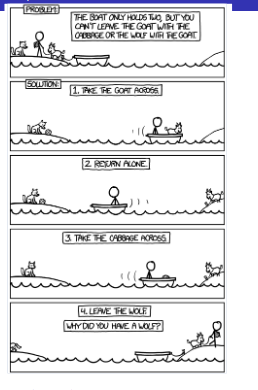 PROBLEM:
THE BOAT ONLY HOLDS TWO, BUT YOU
CAN'T LEAVE THE GOAT WITH THE
CABBAGE OR THE WOLF WITH THE GOAT.
SOLUTION:
1. TAKE THE GOAT ACROSS.
2. RETURN ALONE.
3. TAKE THE CABBAGE ACROSS.
4. LEAVE THE WOLF.
WHY DID YOU HAVE A WOLF?